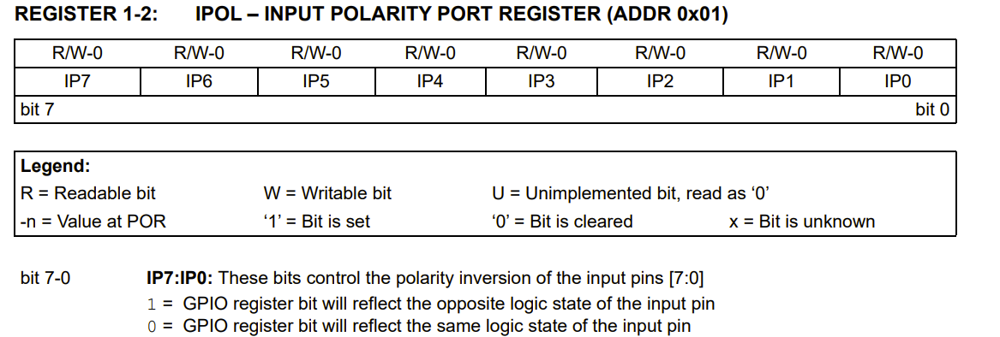 REGISTER 1-2: IPOL – INPUT POLARITY PORT REGISTER (ADDR 0x01)
R/W-0 R/W-0 R/W-0 R/W-0 R/W-0 R/W-0 R/W-0 R/W-0
IP7 IP6 IP5 IP4 IP3 IP2 IP1 IP0
bit 7 bit 0
Legend:
R = Readable bit W = Writable bit U = Unimplemented bit, read as ‘0’
-n = Value at POR ‘1’ = Bit is set ‘0’ = Bit is cleared x = Bit is unknown
bit 7-0 IP7:IP0: These bits control the polarity inversion of the input pins [7:0]
1 = GPIO register bit will reflect the opposite logic state of the input pin
0 = GPIO register bit will reflect the same logic state of the input pin